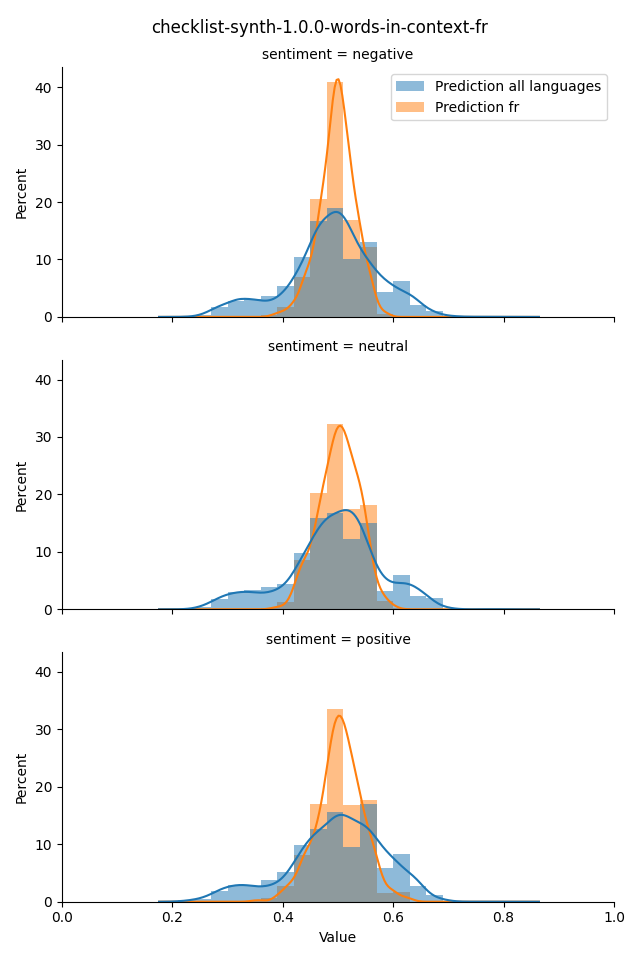 checklist-synth-1.0.0-words-in-context-fr
sentiment = negative
Prediction all languages
Prediction fr
40
30
20
10
0
Percent
sentiment = neutral
40
30
20
10
0
Percent
sentiment = positive
40
30
20
10
0
Percent
0.0 0.2 0.4 0.6 0.8 1.0
Value